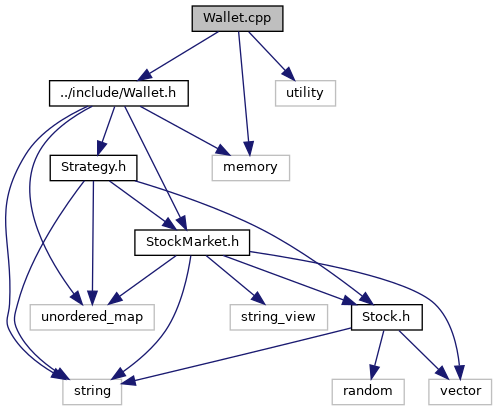 Wallet.cpp
../include/Wallet.h
utility
Strategy.h
memory
StockMarket.h
unordered_map
string_view
Stock.h
string
random
vector